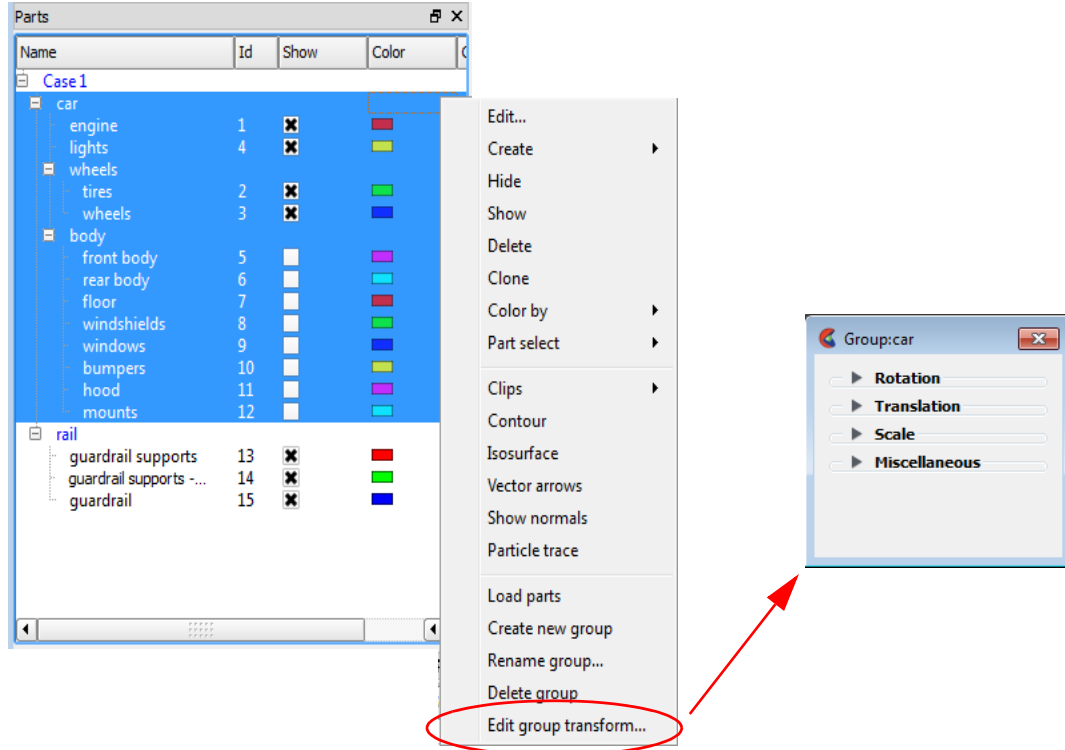 Parts
Name Id Show Color
Case 1
car
engine 1
lights 4
wheels
tires 2
wheels 3
body
front body 5
rear body 6
floor 7
windshields 8
windows 9
bumpers 10
hood 11
mounts 12
rail
guardrail supports 13
guardrail supports -... 14
guardrail 15
Edit...
Create
Hide
Show
Delete
Clone
Color by
Part select
Clips
Contour
Isosurface
Vector arrows
Show normals
Particle trace
Load parts
Create new group
Rename group...
Delete group
Edit group transform...
Group:car
Rotation
Translation
Scale
Miscellaneous